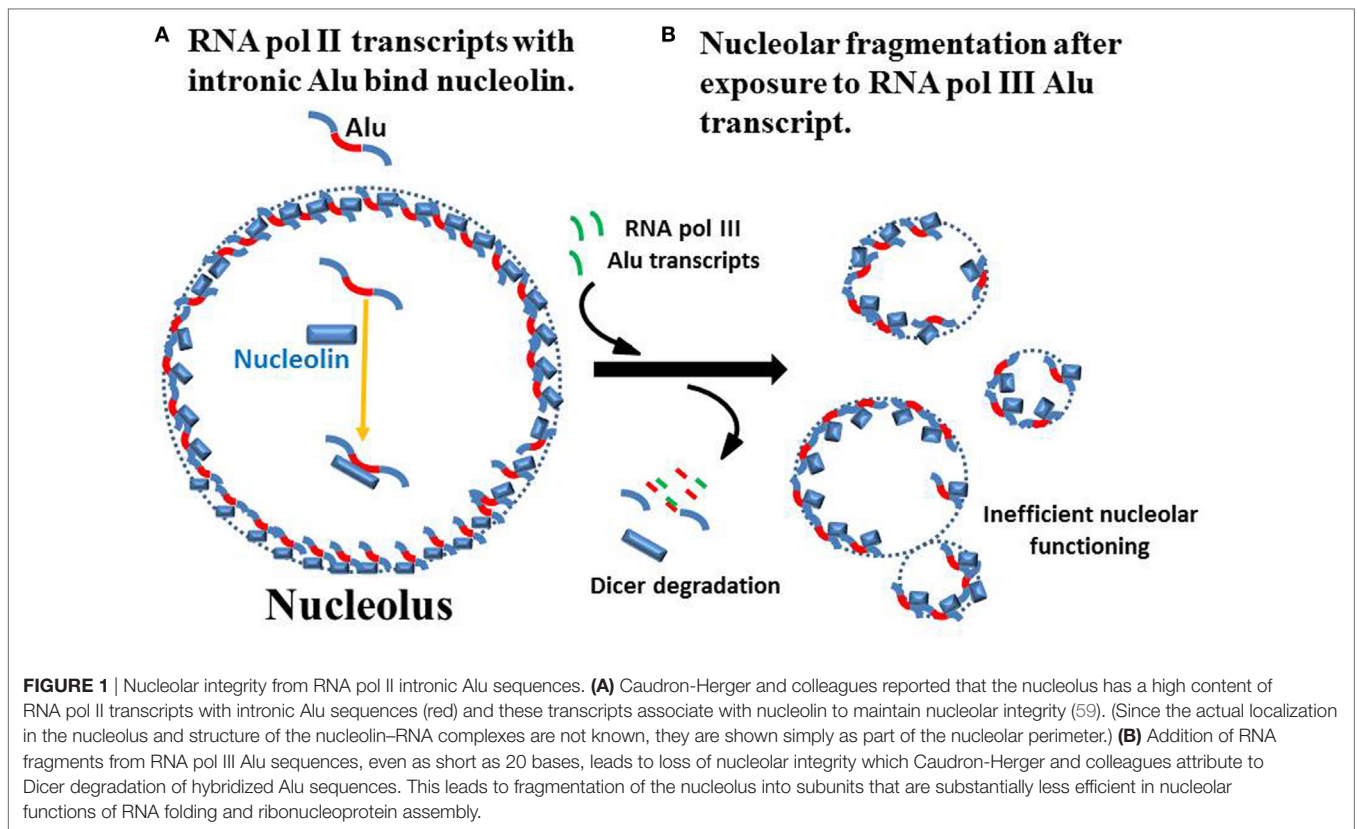 A RNA pol II transcripts with
intronic Alu bind nucleolin.
B Nucleolar fragmentation after
exposure to RNA pol III Alu
transcript.
Alu
Nucleolin
Nucleolus
RNA pol III
Alu transcripts
Dicer degradation
Inefficient nucleolar
functioning
FIGURE 1 | Nucleolar integrity from RNA pol II intronic Alu sequences. (A) Caudron-Herger and colleagues reported that the nucleolus has a high content of
RNA pol II transcripts with intronic Alu sequences (red) and these transcripts associate with nucleolin to maintain nucleolar integrity (59). (Since the actual localization
in the nucleolus and structure of the nucleolin–RNA complexes are not known, they are shown simply as part of the nucleolar perimeter.) (B) Addition of RNA
fragments from RNA pol III Alu sequences, even as short as 20 bases, leads to loss of nucleolar integrity which Caudron-Herger and colleagues attribute to
Dicer degradation of hybridized Alu sequences. This leads to fragmentation of the nucleolus into subunits that are substantially less efficient in nucleolar
functions of RNA folding and ribonucleoprotein assembly.